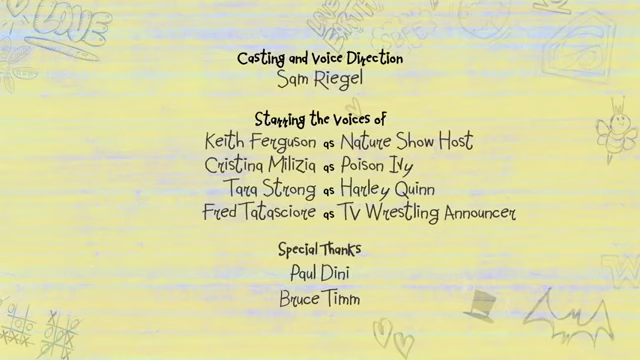 LOVE
Casting and Voice Direction
Sam Riegel
Starring the Voices of
Keith Ferguson as Nature Show Host
Cristina Milizia as Poison Ivy
Tara Strong as Harley Quinn
Fred Tatasciore as TV Wrestling Announcer
Special Thanks
Paul Dini
Bruce Timm